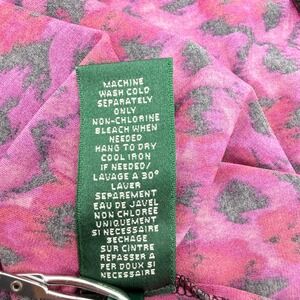 MACHINE
WASH COLD
SEPARATELY
ONLY
NON-CHLORINE
BLEACH WHEN
NEEDED
HANG TO DRY
COOL IRON
IF NEEDED/
LAVAGE A 30°
LAVER
SEPAREMENT
EAU DE JAVEL
NON CHLORÉE
UNIQUEMENT
SI NECESSAIRE
SECHAGE
SUR CINTRE
REPASSER A
FER DOUX SI
NECESSAIRE